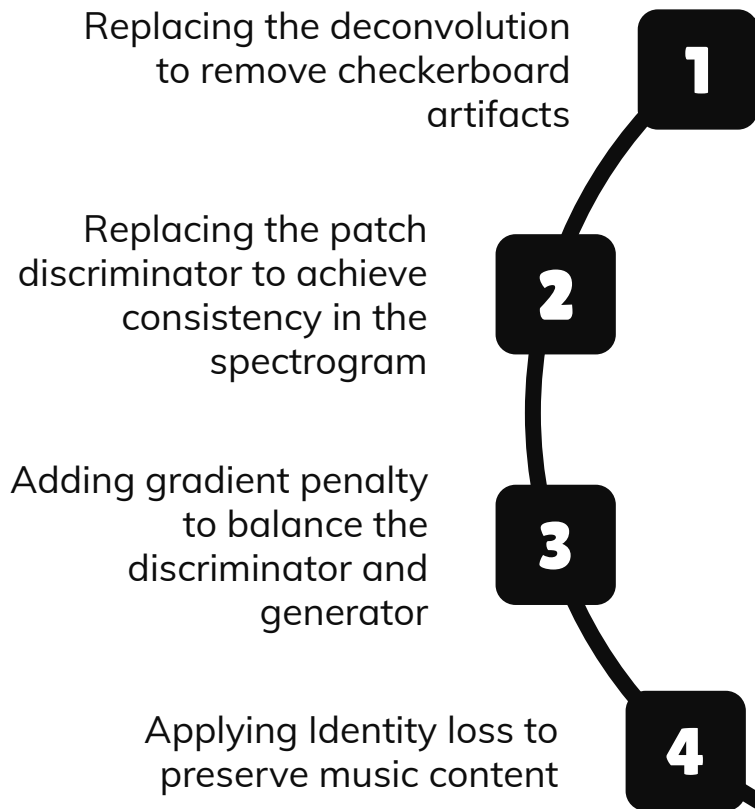 Replacing the deconvolution
to remove checkerboard
artifacts
1
Replacing the patch
discriminator to achieve
consistency in the
spectrogram
2
Adding gradient penalty
to balance the
discriminator and
generator
3
Applying Identity loss to
preserve music content
4